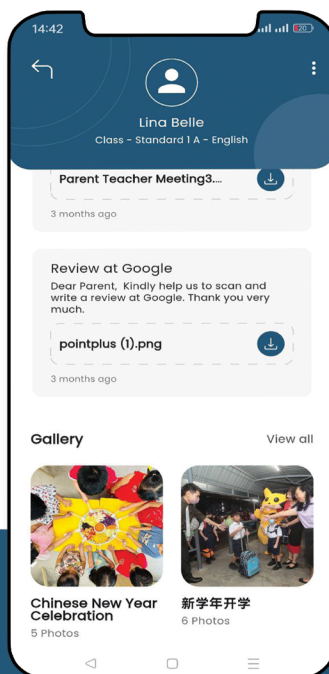 14:42
20
Lina Belle
Class - Standard 1 A - English
Parent Teacher Meeting3....
3 months ago
Review at Google
Dear Parent, Kindly help us to scan and
write a review at Google. Thank you very
much.
pointplus (1).png
3 months ago
Gallery
View all
Chinese New Year
Celebration
5 Photos
新学年开学
6 Photos